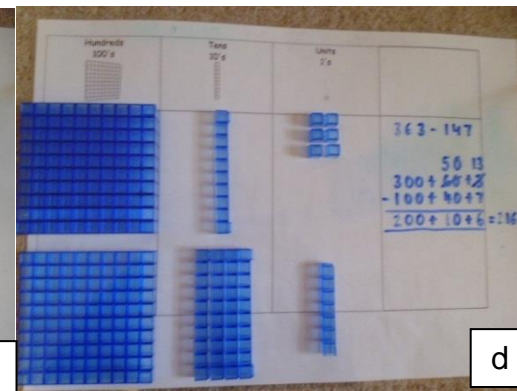 Hundreds
100's
Tens
10's
Units
1's
363 - 147
50 13
300 + 60 + 3
- 100 + 40 + 7
200 + 10 + 6 = 216
d